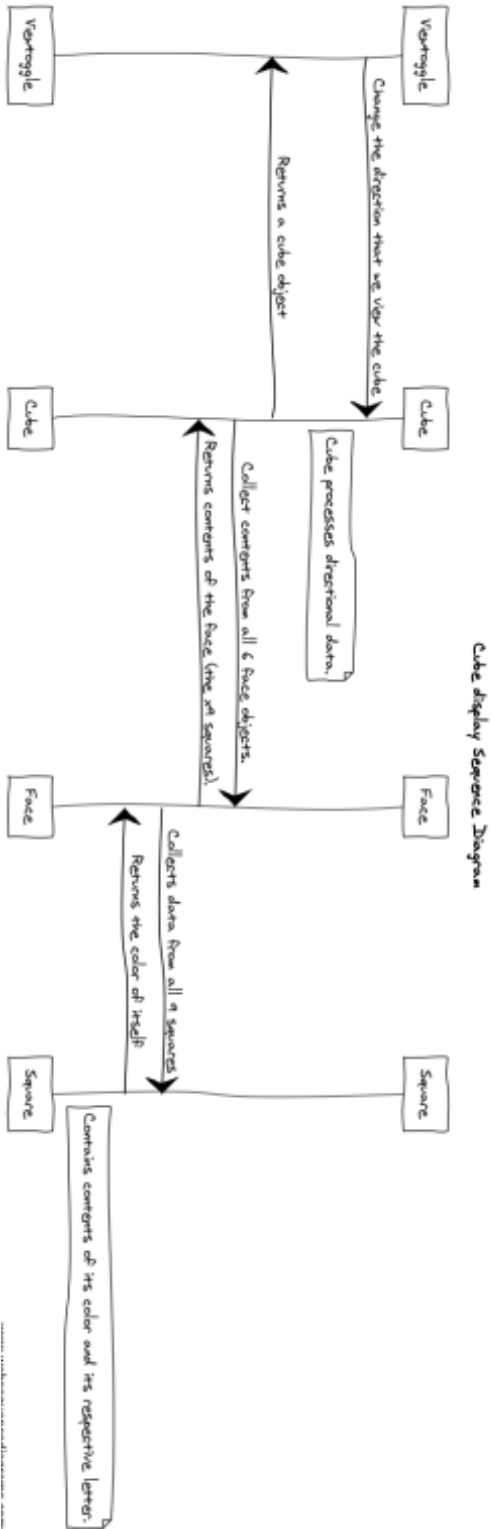 Cube display Sequence Diagram
Viewtoggle
Cube
Face
Square
Change the direction that we view the cube
Cube processes directional data.
Returns a cube object
Collect contents from all 6 face objects.
Returns contents of the face (the x9 squares).
Collects data from all 9 squares
Returns the color of itself
Contains contents of its color and its respective letter.
Viewtoggle
Cube
Face
Square